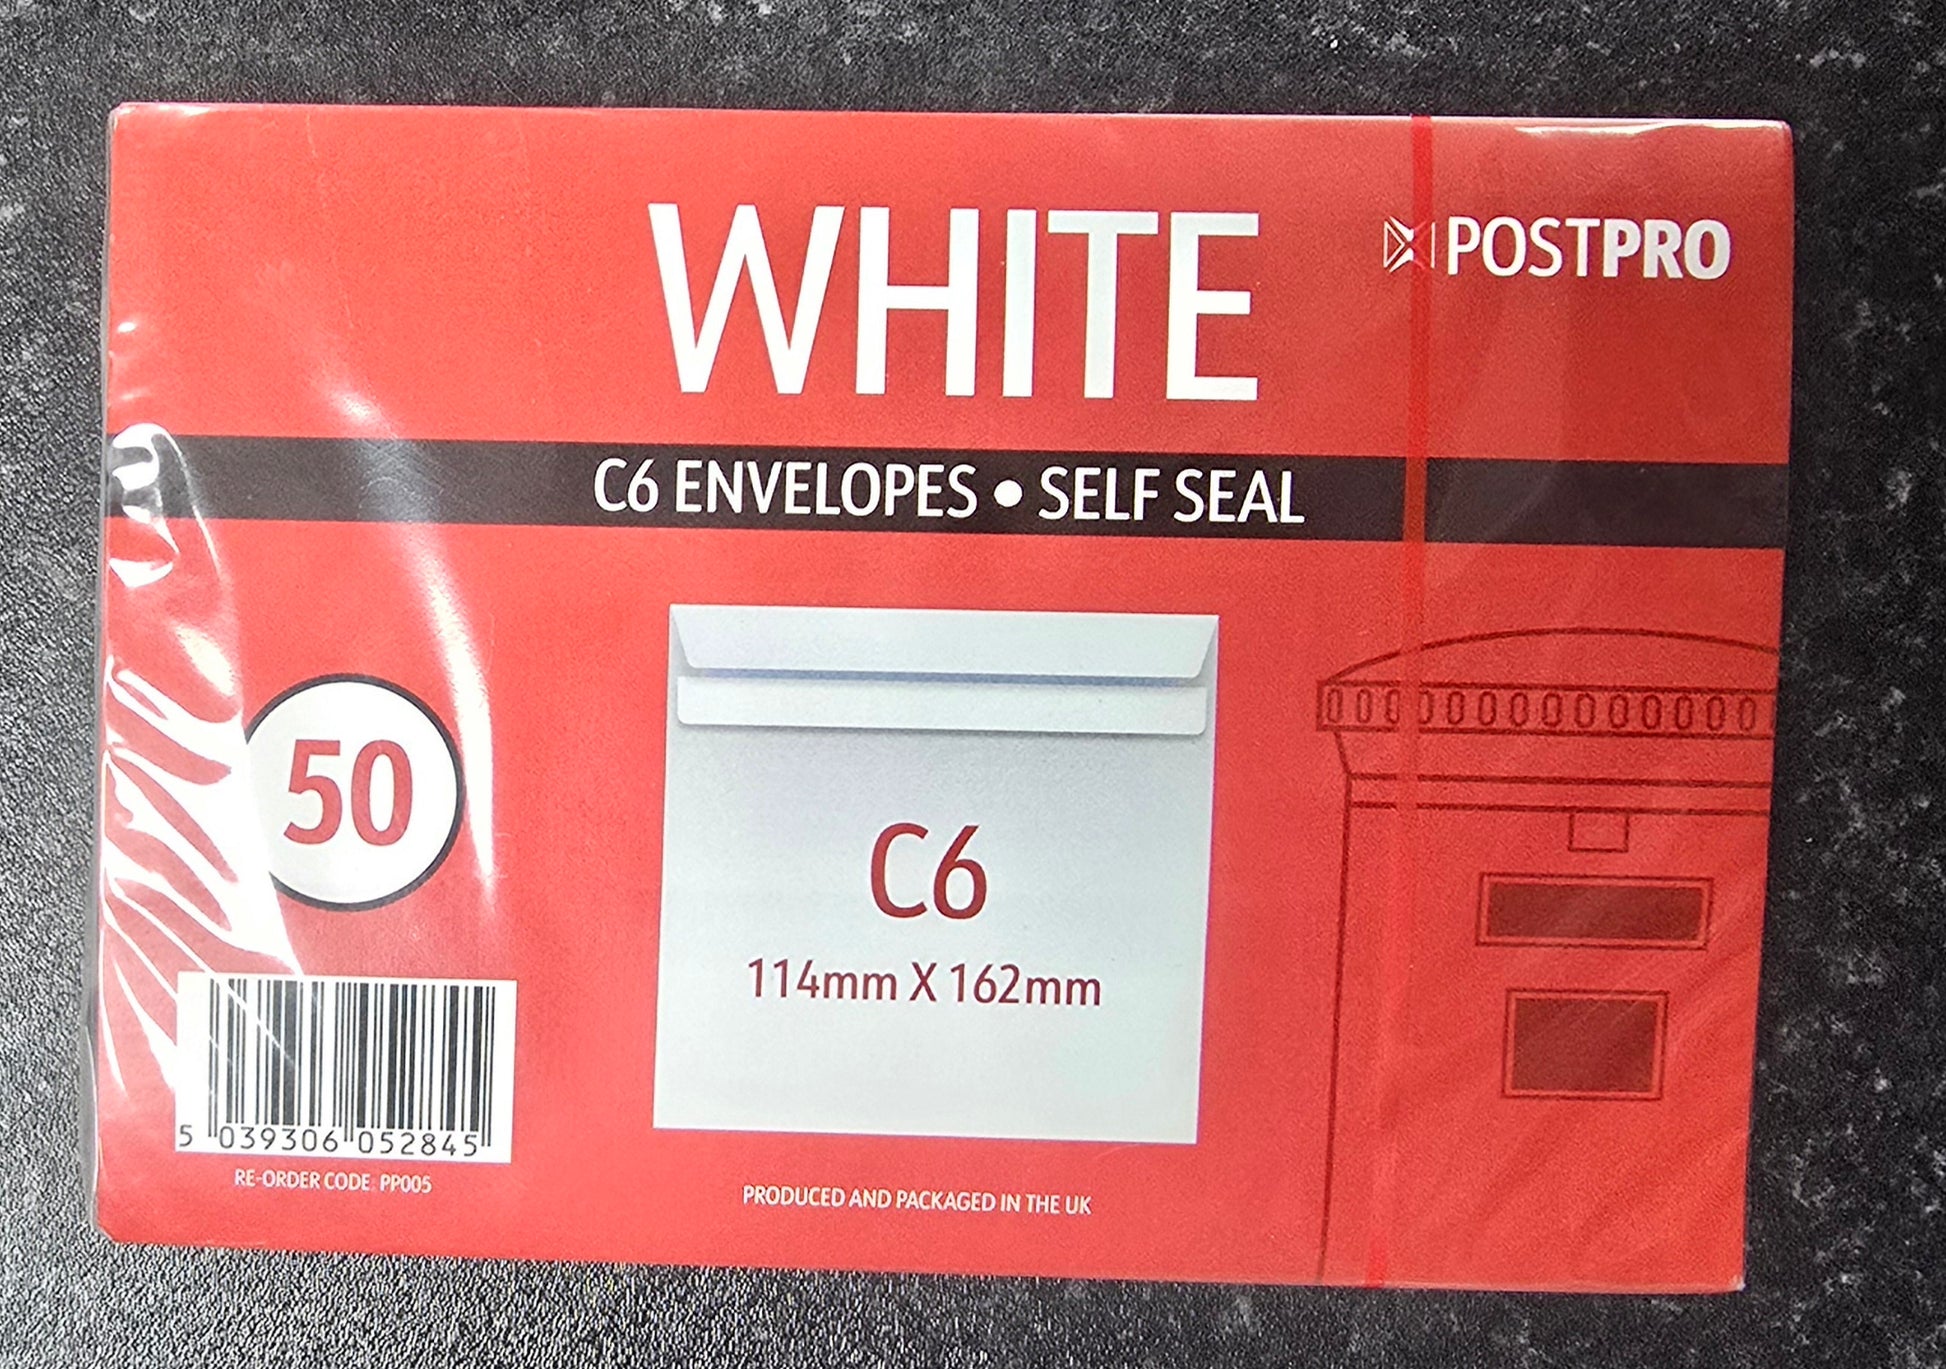 WHITE
POSTPRO
C6 ENVELOPES • SELF SEAL
50
C6
114mm X 162mm
5 039306 052845
RE-ORDER CODE PP005
PRODUCED AND PACKAGED IN THE UK